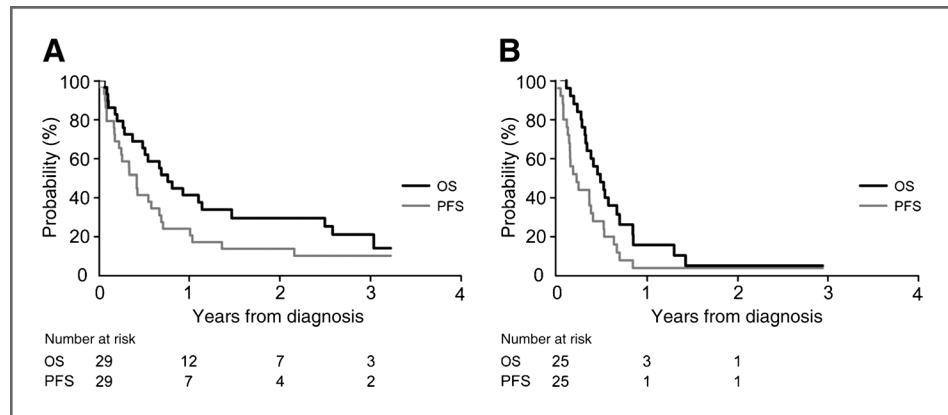 A
100
80
60
40
20
0
Probability (%)
OS
PFS
0 1 2 3 4
Years from diagnosis
Number at risk
OS 29 12 7 3
PFS 29 7 4 2
B
100
80
60
40
20
0
Probability (%)
OS
PFS
0 1 2 3 4
Years from diagnosis
Number at risk
OS 25 3 1
PFS 25 1 1